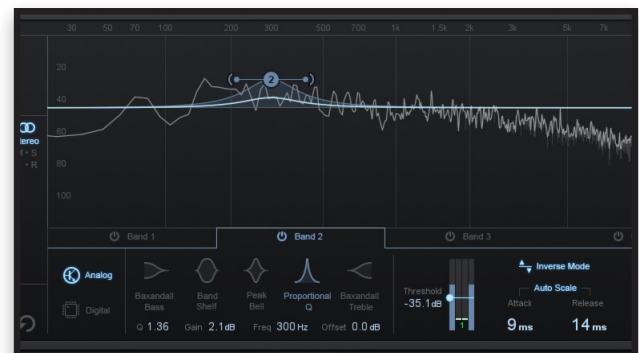 30 50 70 100 200 300 500 700 1k 1.5k 2k 3k 5k 7k
20
40
60
80
100
2
tereo
M • S
• R
Band 1
Band 2
Band 3
Analog
Digital
Baxandall Bass
Band Shelf
Peak Bell
Proportional Q
Baxandall Treble
Q 1.36 Gain 2.1 dB Freq 300 Hz Offset 0.0 dB
Threshold
-35.1 dB
1
Inverse Mode
Auto Scale
Attack Release
9 ms 14 ms